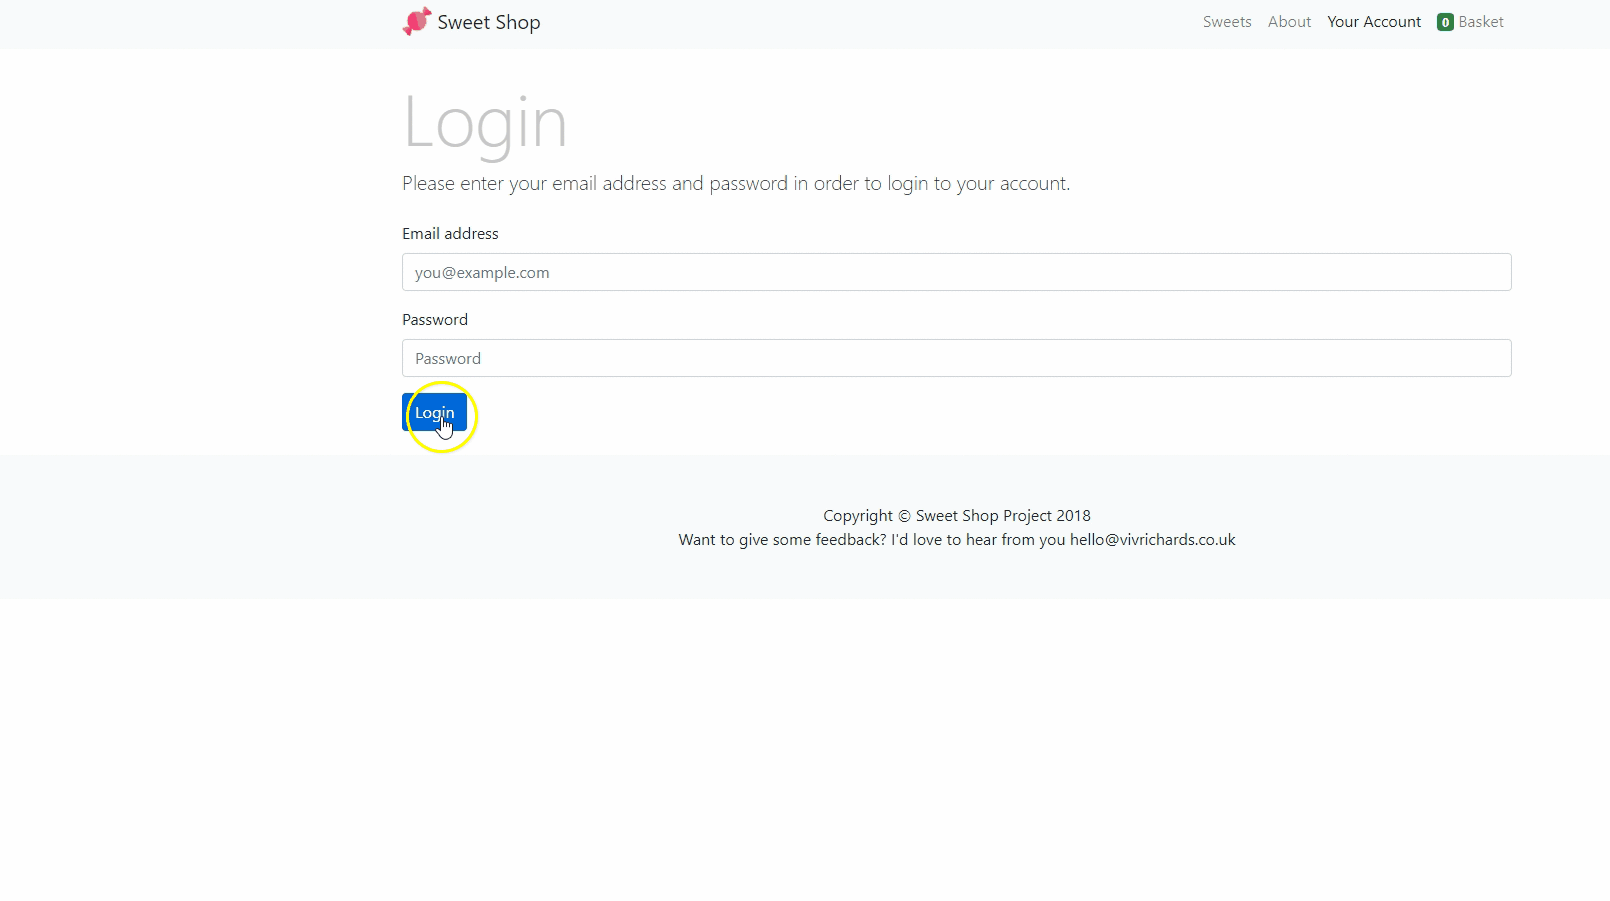 Sweet Shop
Sweets About Your Account 0 Basket
Login
Please enter your email address and password in order to login to your account.
Email address
you@example.com
Password
Password
Login
Copyright © Sweet Shop Project 2018
Want to give some feedback? I'd love to hear from you hello@vivrichards.co.uk